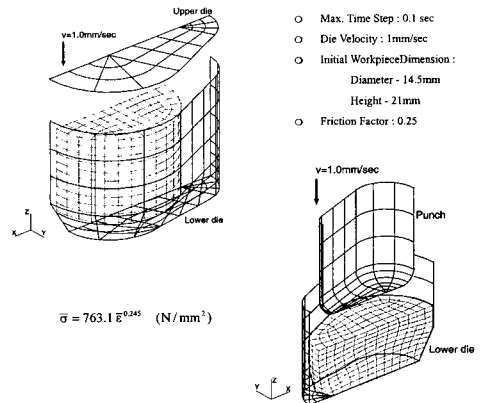 Upper die
v=1.0mm/sec
Lower die
Z
X
Y
○ Max. Time Step : 0.1 sec
○ Die Velocity : 1mm/sec
○ Initial WorkpieceDimension :
Diameter - 14.5mm
Height - 21mm
○ Friction Factor : 0.25
σ̅ = 763.1 ε̅^0.245 (N / mm²)
v=1.0mm/sec
Punch
Lower die
Y
Z
X